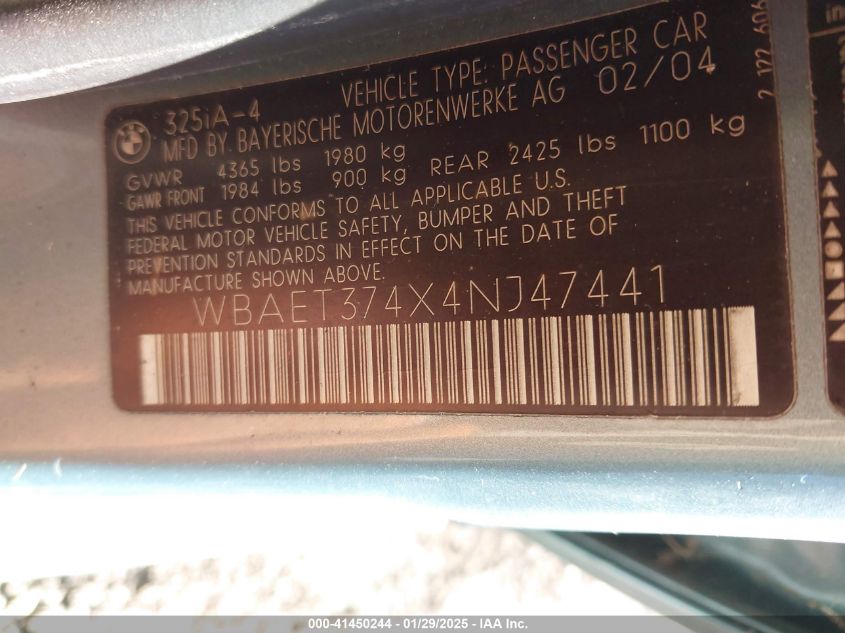 325iA-4 VEHICLE TYPE: PASSENGER CAR
MFD BY. BAYERISCHE MOTORENWERKE AG 02/04
GVWR 4365 lbs 1980 kg
GAWR FRONT 1984 lbs 900 kg REAR 2425 lbs 1100 kg
THIS VEHICLE CONFORMS TO ALL APPLICABLE U.S.
FEDERAL MOTOR VEHICLE SAFETY, BUMPER AND THEFT
PREVENTION STANDARDS IN EFFECT ON THE DATE OF
MANUFACTURE SHOWN ABOVE.
WBAET374X4NJ47441
2 122 606
000-41450244 - 01/29/2025 - IAA Inc.